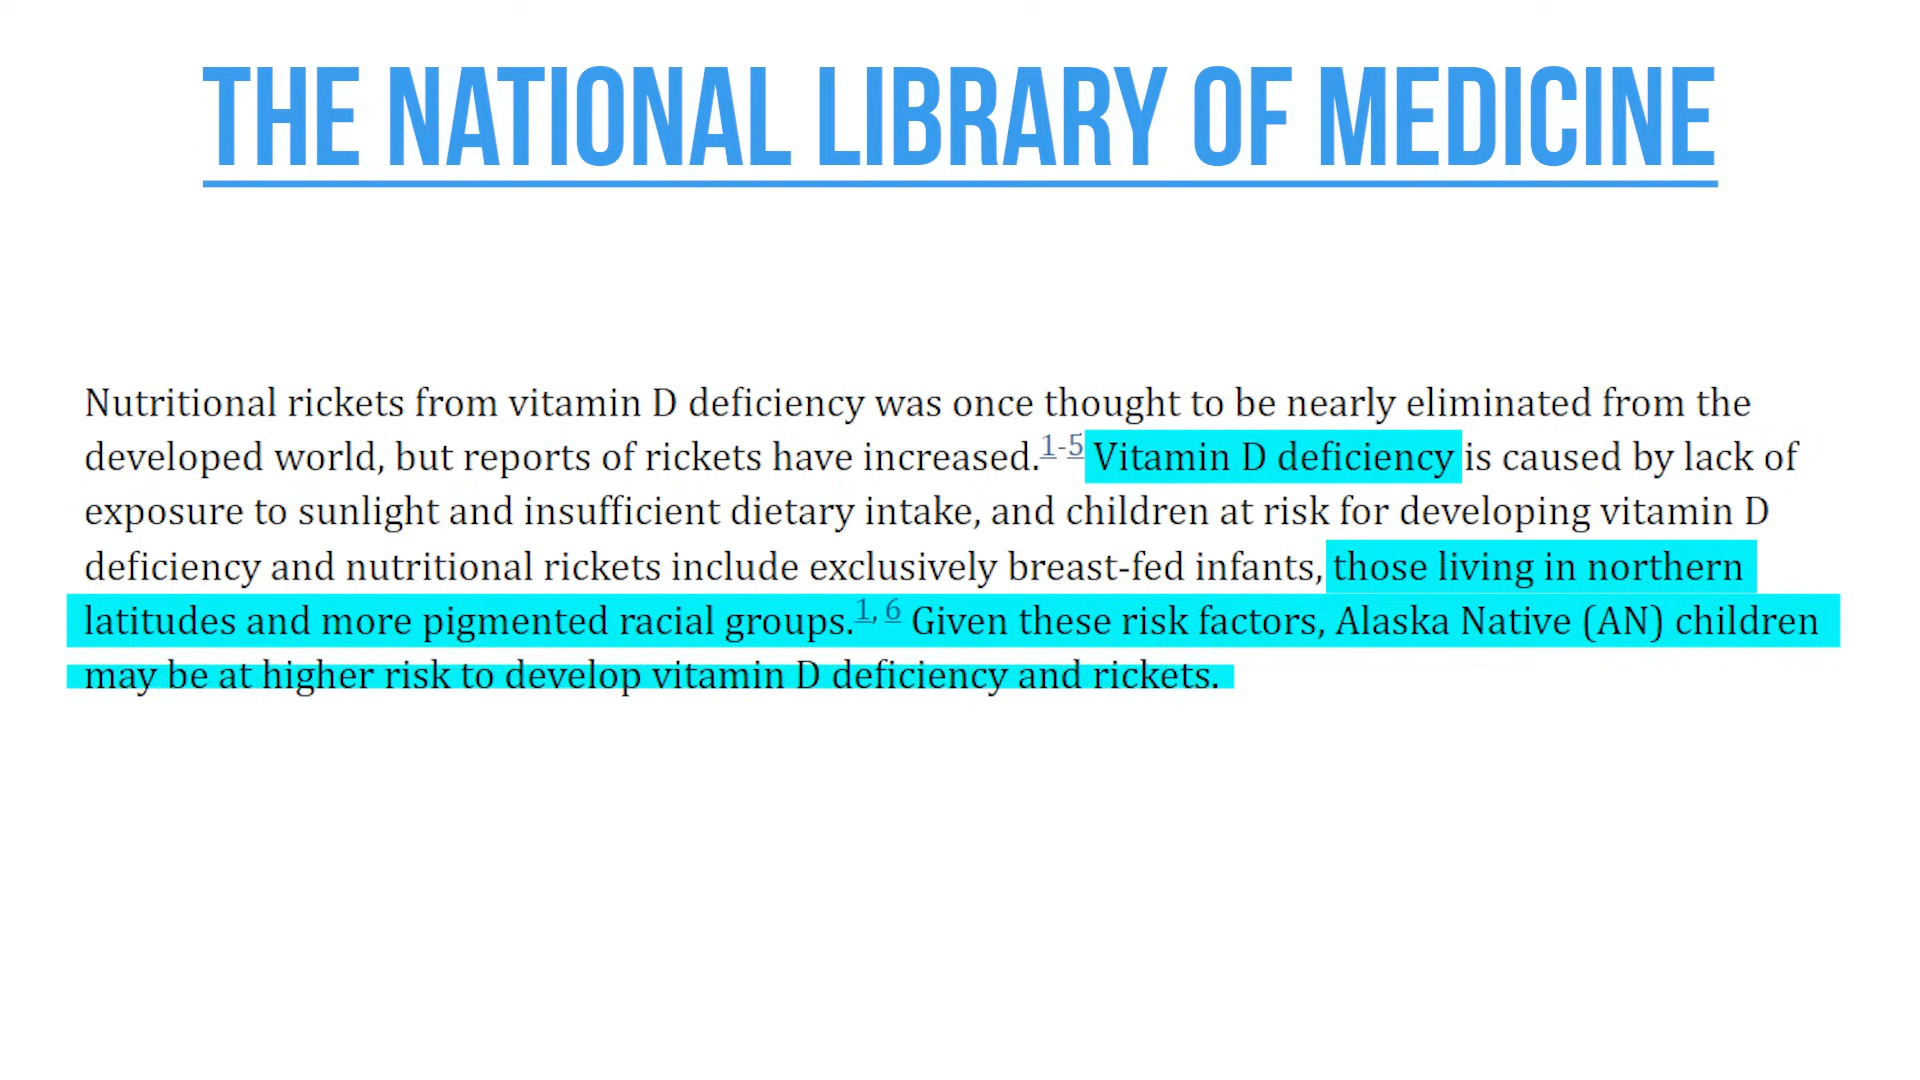 THE NATIONAL LIBRARY OF MEDICINE
Nutritional rickets from vitamin D deficiency was once thought to be nearly eliminated from the
developed world, but reports of rickets have increased.1-5 Vitamin D deficiency is caused by lack of
exposure to sunlight and insufficient dietary intake, and children at risk for developing vitamin D
deficiency and nutritional rickets include exclusively breast-fed infants, those living in northern
latitudes and more pigmented racial groups.1, 6 Given these risk factors, Alaska Native (AN) children
may be at higher risk to develop vitamin D deficiency and rickets.